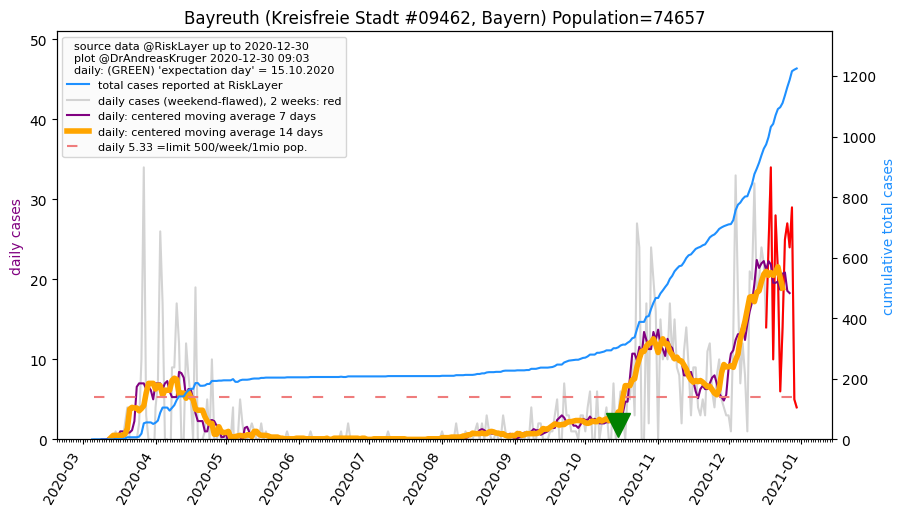 Bayreuth (Kreisfreie Stadt #09462, Bayern) Population=74657
source data @RiskLayer up to 2020-12-30
plot @DrAndreasKruger 2020-12-30 09:03
daily: (GREEN) 'expectation day' = 15.10.2020
total cases reported at RiskLayer
daily cases (weekend-flawed), 2 weeks: red
daily: centered moving average 7 days
daily: centered moving average 14 days
daily 5.33 =limit 500/week/1mio pop.
daily cases
50
40
30
20
10
0
cumulative total cases
1200
1000
800
600
400
200
0
2020-03
2020-04
2020-05
2020-06
2020-07
2020-08
2020-09
2020-10
2020-11
2020-12
2021-01